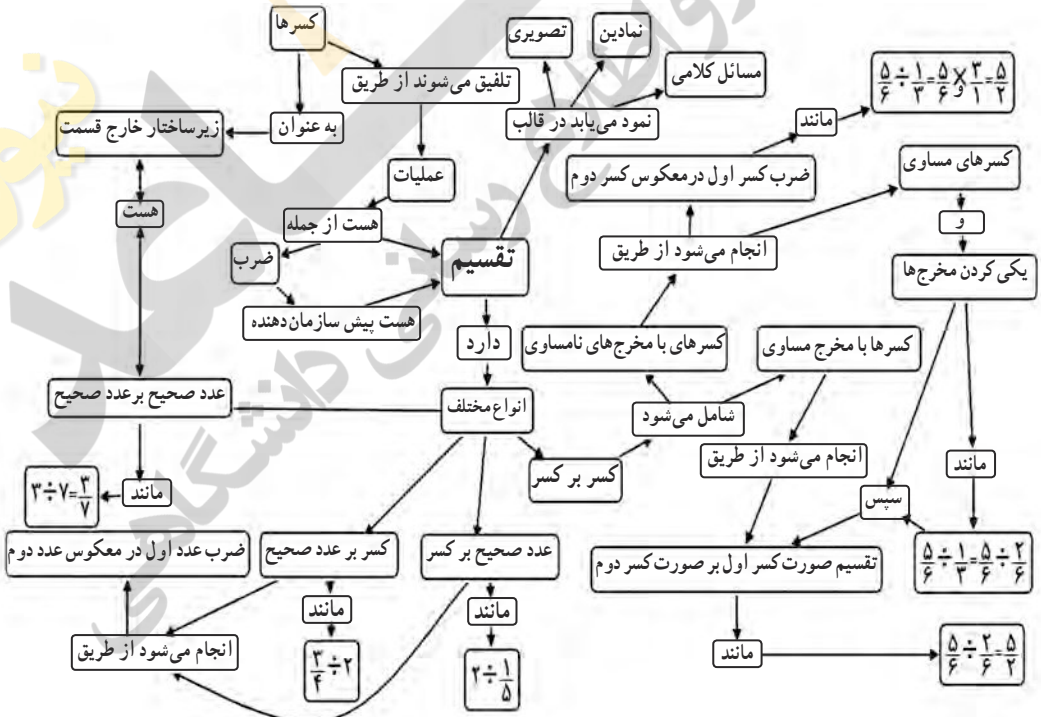 کسرها
تصویری
نمادین
تلفیق می‌شوند از طریق
مسائل کلامی
۵/۶ ÷ ۱/۳ = ۵/۶ × ۳/۱ = ۵/۲
به عنوان
زیرساختار خارج قسمت
نمود می‌یابد در قالب
مانند
عملیات
ضرب کسر اول در معکوس کسر دوم
کسرهای مساوی
هست
هست از جمله
و
ضرب
تقسیم
انجام می‌شود از طریق
یکی کردن مخرج‌ها
هست پیش سازمان‌دهنده
دارد
کسرهای با مخرج‌های نامساوی
کسرها با مخرج مساوی
عدد صحیح بر عدد صحیح
انواع مختلف
شامل می‌شود
انجام می‌شود از طریق
مانند
کسر بر کسر
مانند
۳ ÷ ۷ = ۳/۷
سپس
ضرب عدد اول در معکوس عدد دوم
کسر بر عدد صحیح
عدد صحیح بر کسر
تقسیم صورت کسر اول بر صورت کسر دوم
۵/۶ ÷ ۱/۳ = ۵/۶ ÷ ۲/۶
مانند
مانند
انجام می‌شود از طریق
۳/۴ ÷ ۲
۲ ÷ ۱/۵
مانند
۵/۶ ÷ ۲/۶ = ۵/۲